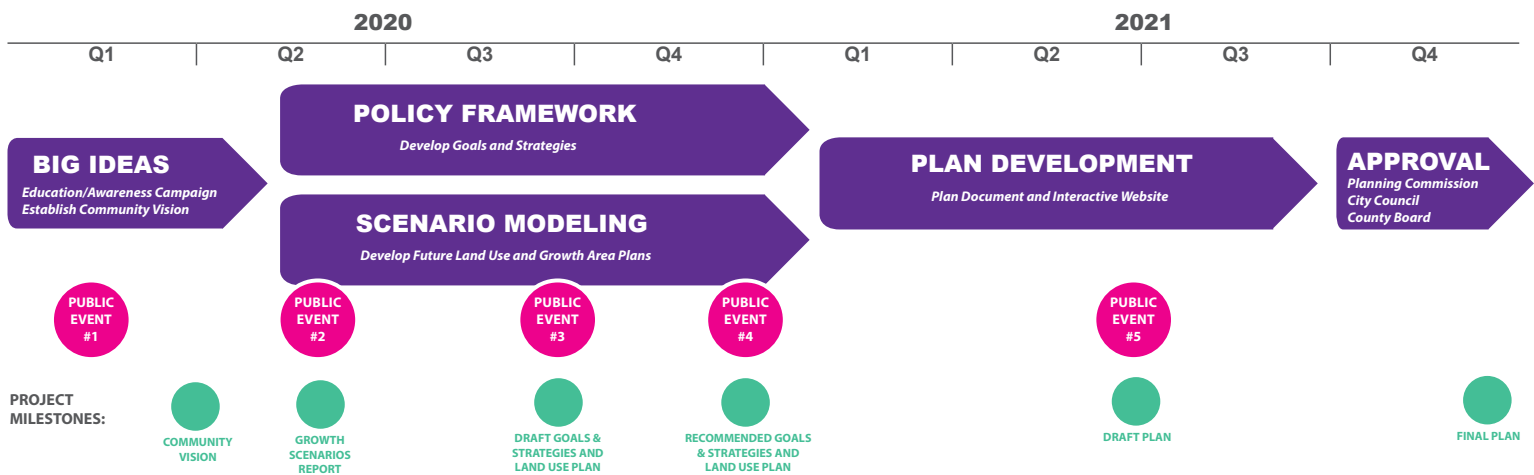 2020
2021
Q1
Q2
Q3
Q4
Q1
Q2
Q3
Q4
BIG IDEAS
Education/Awareness Campaign
Establish Community Vision
POLICY FRAMEWORK
Develop Goals and Strategies
SCENARIO MODELING
Develop Future Land Use and Growth Area Plans
PLAN DEVELOPMENT
Plan Document and Interactive Website
APPROVAL
Planning Commission
City Council
County Board
PUBLIC
EVENT
#1
PUBLIC
EVENT
#2
PUBLIC
EVENT
#3
PUBLIC
EVENT
#4
PUBLIC
EVENT
#5
PROJECT
MILESTONES:
COMMUNITY
VISION
GROWTH
SCENARIOS
REPORT
DRAFT GOALS &
STRATEGIES AND
LAND USE PLAN
RECOMMENDED GOALS
& STRATEGIES AND
LAND USE PLAN
DRAFT PLAN
FINAL PLAN